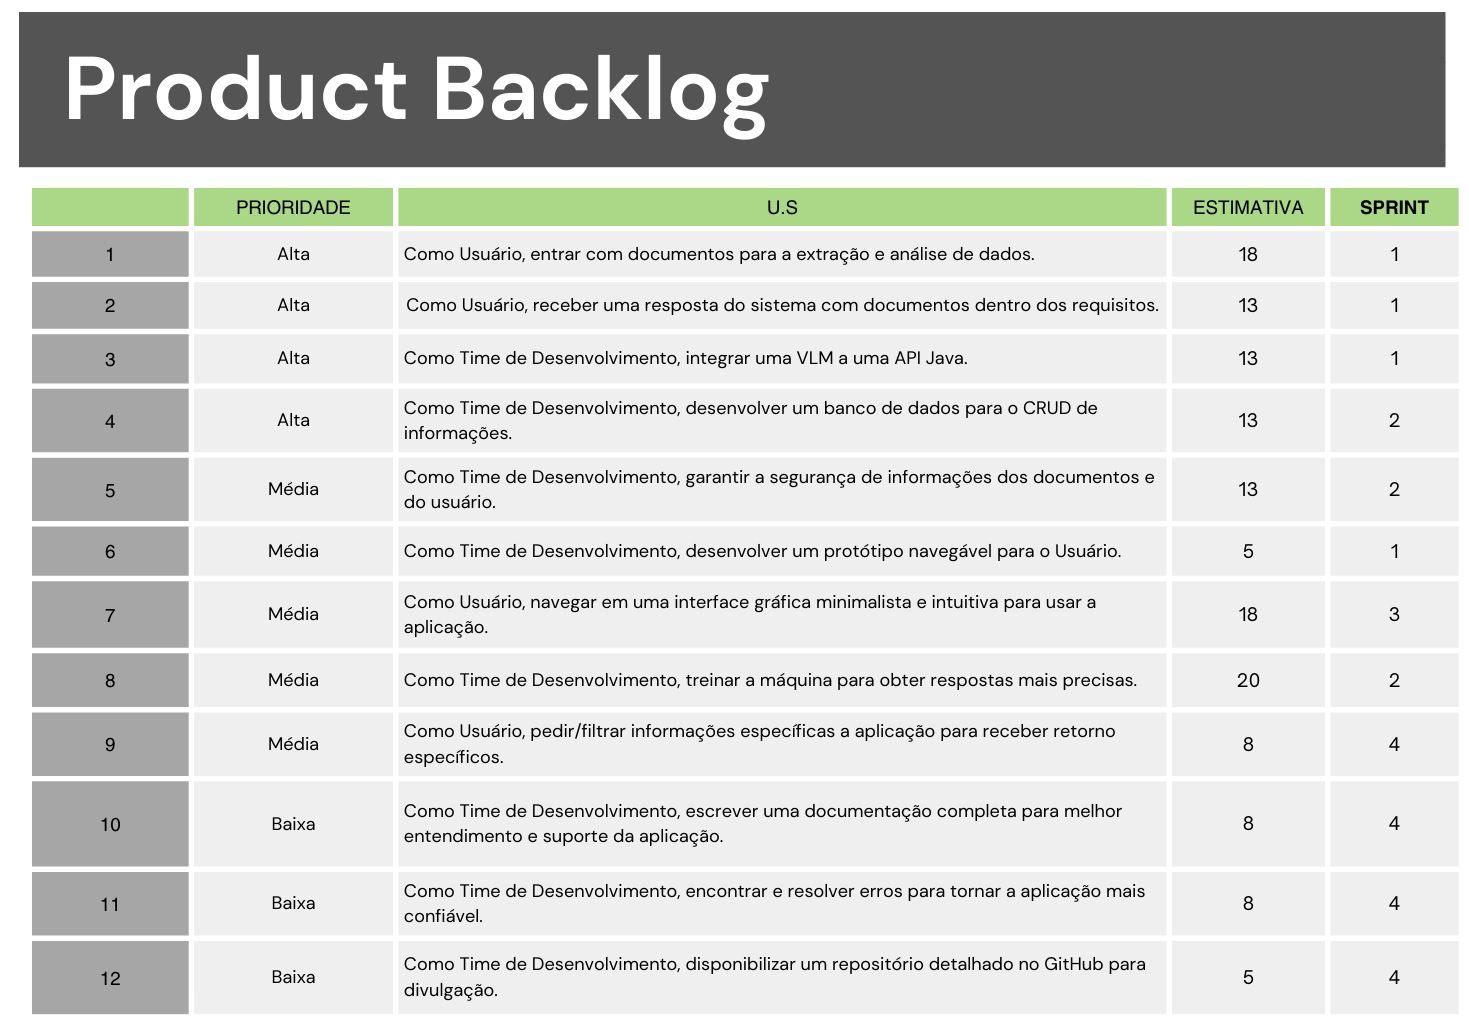 Product Backlog
PRIORIDADE U.S ESTIMATIVA SPRINT
1 Alta Como Usuário, entrar com documentos para a extração e análise de dados. 18 1
2 Alta Como Usuário, receber uma resposta do sistema com documentos dentro dos requisitos. 13 1
3 Alta Como Time de Desenvolvimento, integrar uma VLM a uma API Java. 13 1
4 Alta Como Time de Desenvolvimento, desenvolver um banco de dados para o CRUD de
informações. 13 2
5 Média Como Time de Desenvolvimento, garantir a segurança de informações dos documentos e
do usuário. 13 2
6 Média Como Time de Desenvolvimento, desenvolver um protótipo navegável para o Usuário. 5 1
7 Média Como Usuário, navegar em uma interface gráfica minimalista e intuitiva para usar a
aplicação. 18 3
8 Média Como Time de Desenvolvimento, treinar a máquina para obter respostas mais precisas. 20 2
9 Média Como Usuário, pedir/filtrar informações específicas a aplicação para receber retorno
específicos. 8 4
10 Baixa Como Time de Desenvolvimento, escrever uma documentação completa para melhor
entendimento e suporte da aplicação. 8 4
11 Baixa Como Time de Desenvolvimento, encontrar e resolver erros para tornar a aplicação mais
confiável. 8 4
12 Baixa Como Time de Desenvolvimento, disponibilizar um repositório detalhado no GitHub para
divulgação. 5 4